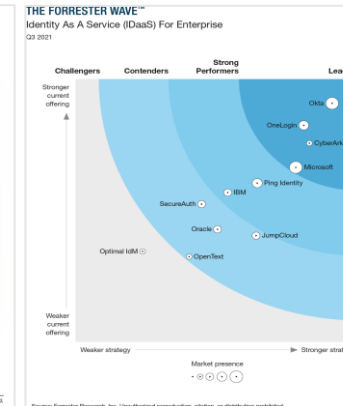 THE FORRESTER WAVE™
Identity As A Service (IDaaS) For Enterprise
Q3 2021
Strong
Challengers Contenders Performers
Stronger
current
offering
Okta
OneLogin
CyberArk
Microsoft
Ping Identity
IBM
SecureAuth
Oracle
JumpCloud
Optimal IdM
OpenText
Weaker
current
offering
Weaker strategy Stronger
Market presence